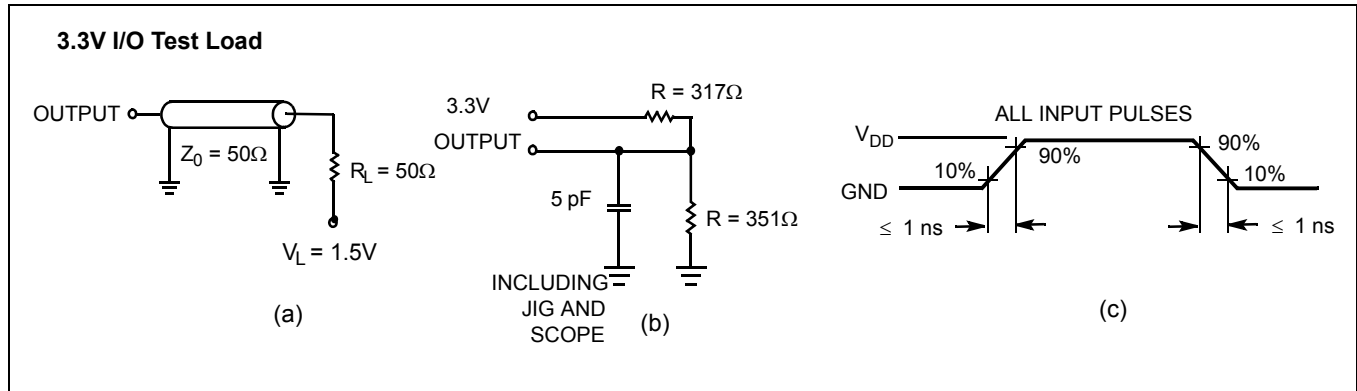 3.3V I/O Test Load
OUTPUT
Z0 = 50Ω
RL = 50Ω
VL = 1.5V
(a)
R = 317Ω
3.3V
OUTPUT
5 pF
R = 351Ω
INCLUDING
JIG AND
SCOPE
(b)
ALL INPUT PULSES
VDD
GND
10%
90%
90%
10%
≤ 1 ns
≤ 1 ns
(c)